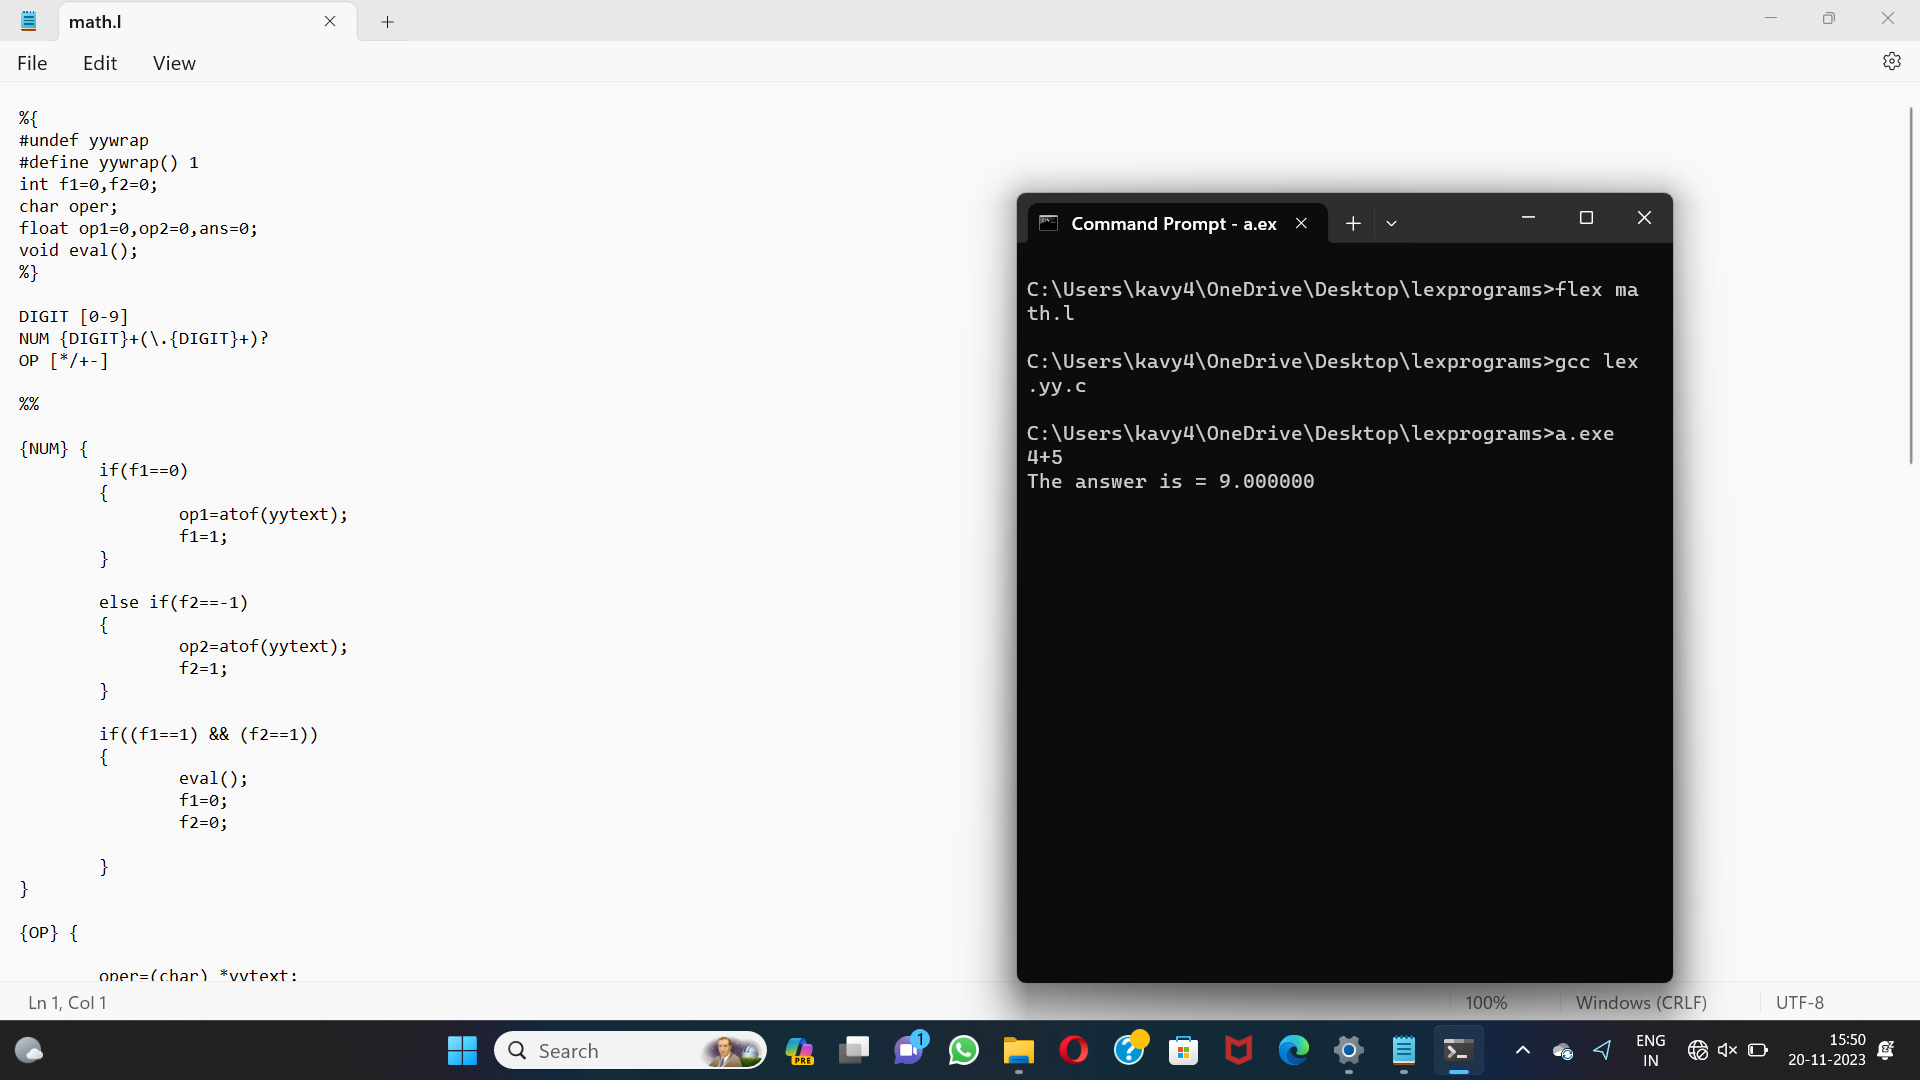 math.l
File Edit View
%{
#undef yywrap
#define yywrap() 1
int f1=0,f2=0;
char oper;
float op1=0,op2=0,ans=0;
void eval();
%}
DIGIT [0-9]
NUM {DIGIT}+(\.{DIGIT}+)?
OP [*/+-]
%%
{NUM} {
if(f1==0)
{
op1=atof(yytext);
f1=1;
}
else if(f2==-1)
{
op2=atof(yytext);
f2=1;
}
if((f1==1) && (f2==1))
{
eval();
f1=0;
f2=0;
}
}
{OP} {
oper=(char) *yytext;
Ln 1, Col 1
100%
Windows (CRLF)
UTF-8
Command Prompt - a.ex
C:\Users\kavy4\OneDrive\Desktop\lexprograms>flex ma
th.l
C:\Users\kavy4\OneDrive\Desktop\lexprograms>gcc lex
.yy.c
C:\Users\kavy4\OneDrive\Desktop\lexprograms>a.exe
4+5
The answer is = 9.000000
Search
PRE
1
ENG
IN
15:50
20-11-2023